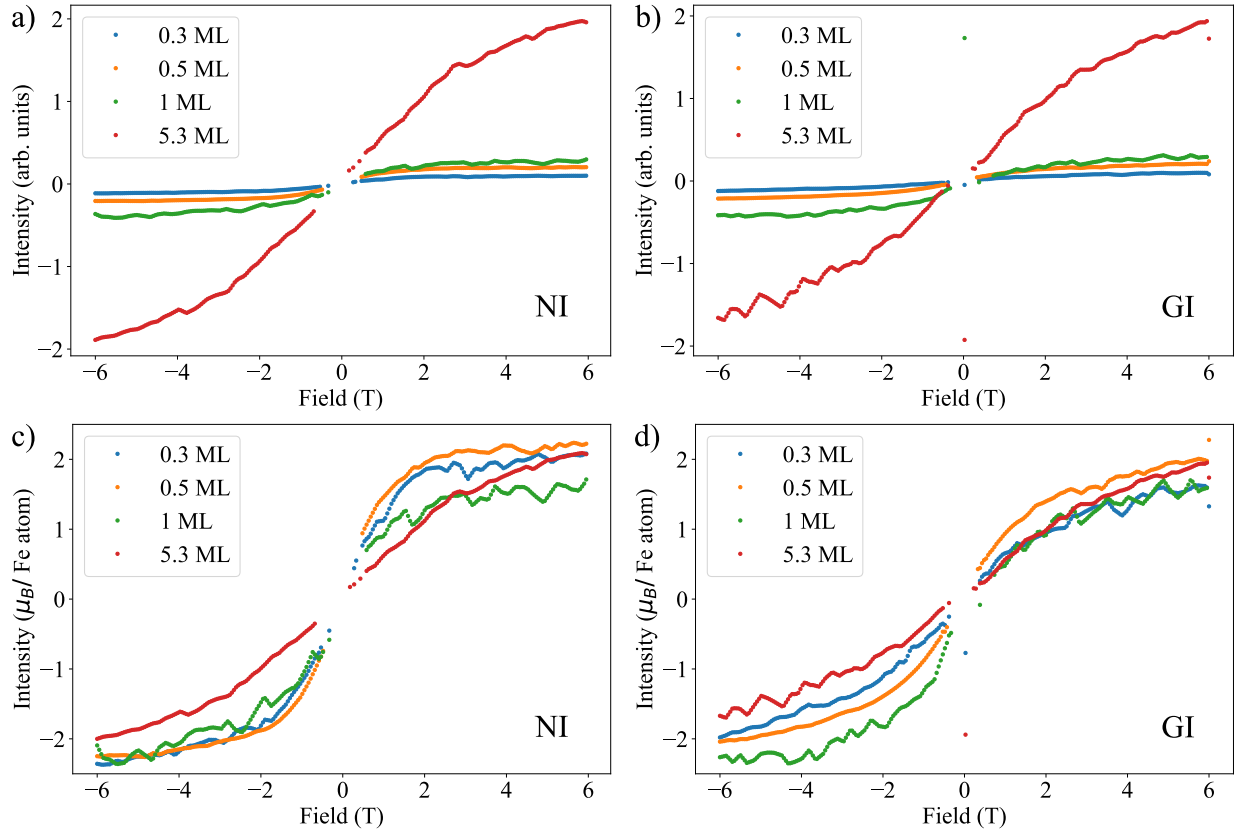 a)
Intensity (arb. units)
2
1
0
−1
−2
0.3 ML
0.5 ML
1 ML
5.3 ML
NI
−6 −4 −2 0 2 4 6
Field (T)
b)
Intensity (arb. units)
2
1
0
−1
−2
0.3 ML
0.5 ML
1 ML
5.3 ML
GI
−6 −4 −2 0 2 4 6
Field (T)
c)
Intensity (μB/ Fe atom)
2
1
0
−1
−2
0.3 ML
0.5 ML
1 ML
5.3 ML
NI
−6 −4 −2 0 2 4 6
Field (T)
d)
Intensity (μB/ Fe atom)
2
1
0
−1
−2
0.3 ML
0.5 ML
1 ML
5.3 ML
GI
−6 −4 −2 0 2 4 6
Field (T)